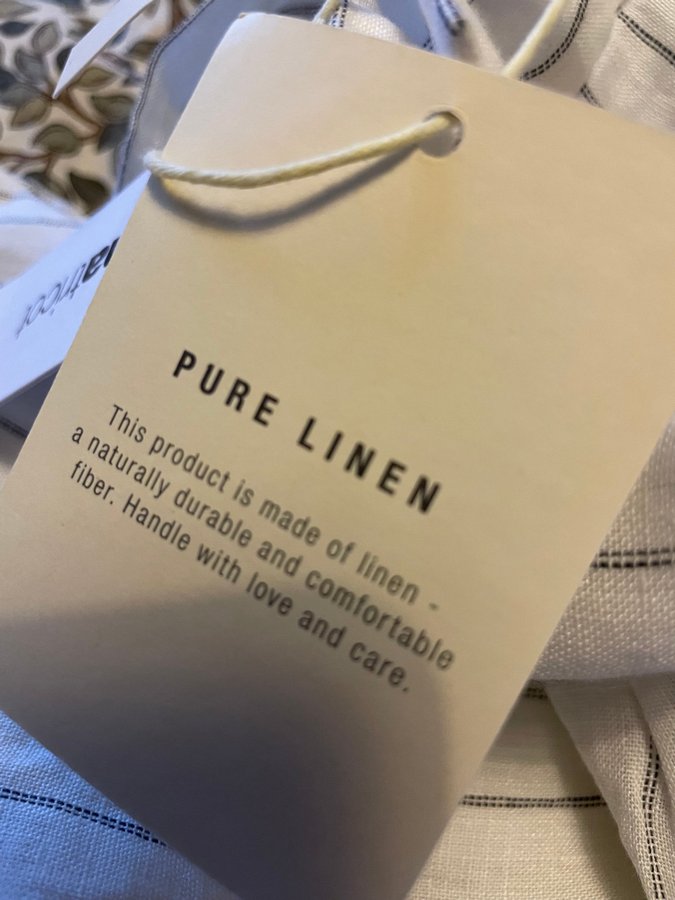 PURE LINEN
This product is made of linen -
a naturally durable and comfortable
fiber. Handle with love and care.